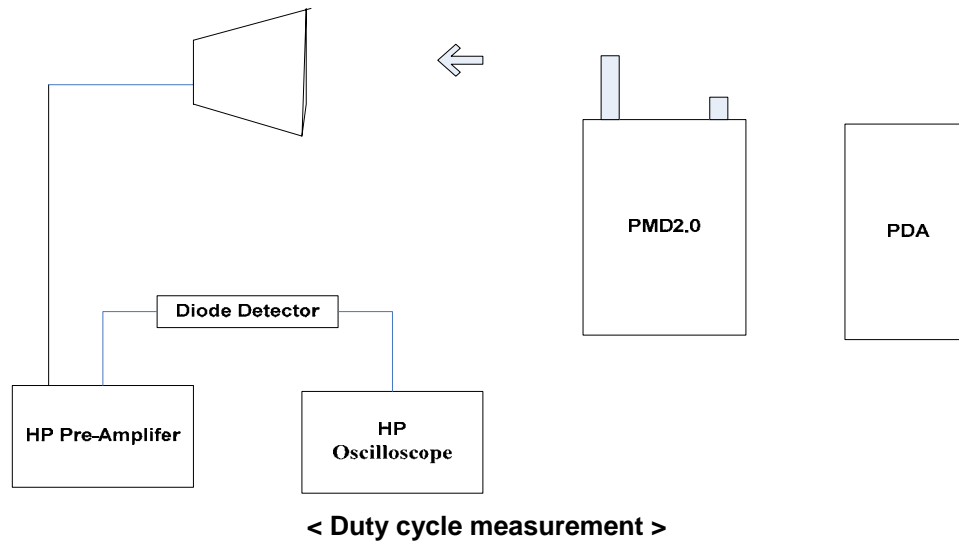 PMD2.0
PDA
Diode Detector
HP Pre-Amplifer
HP
Oscilloscope
< Duty cycle measurement >